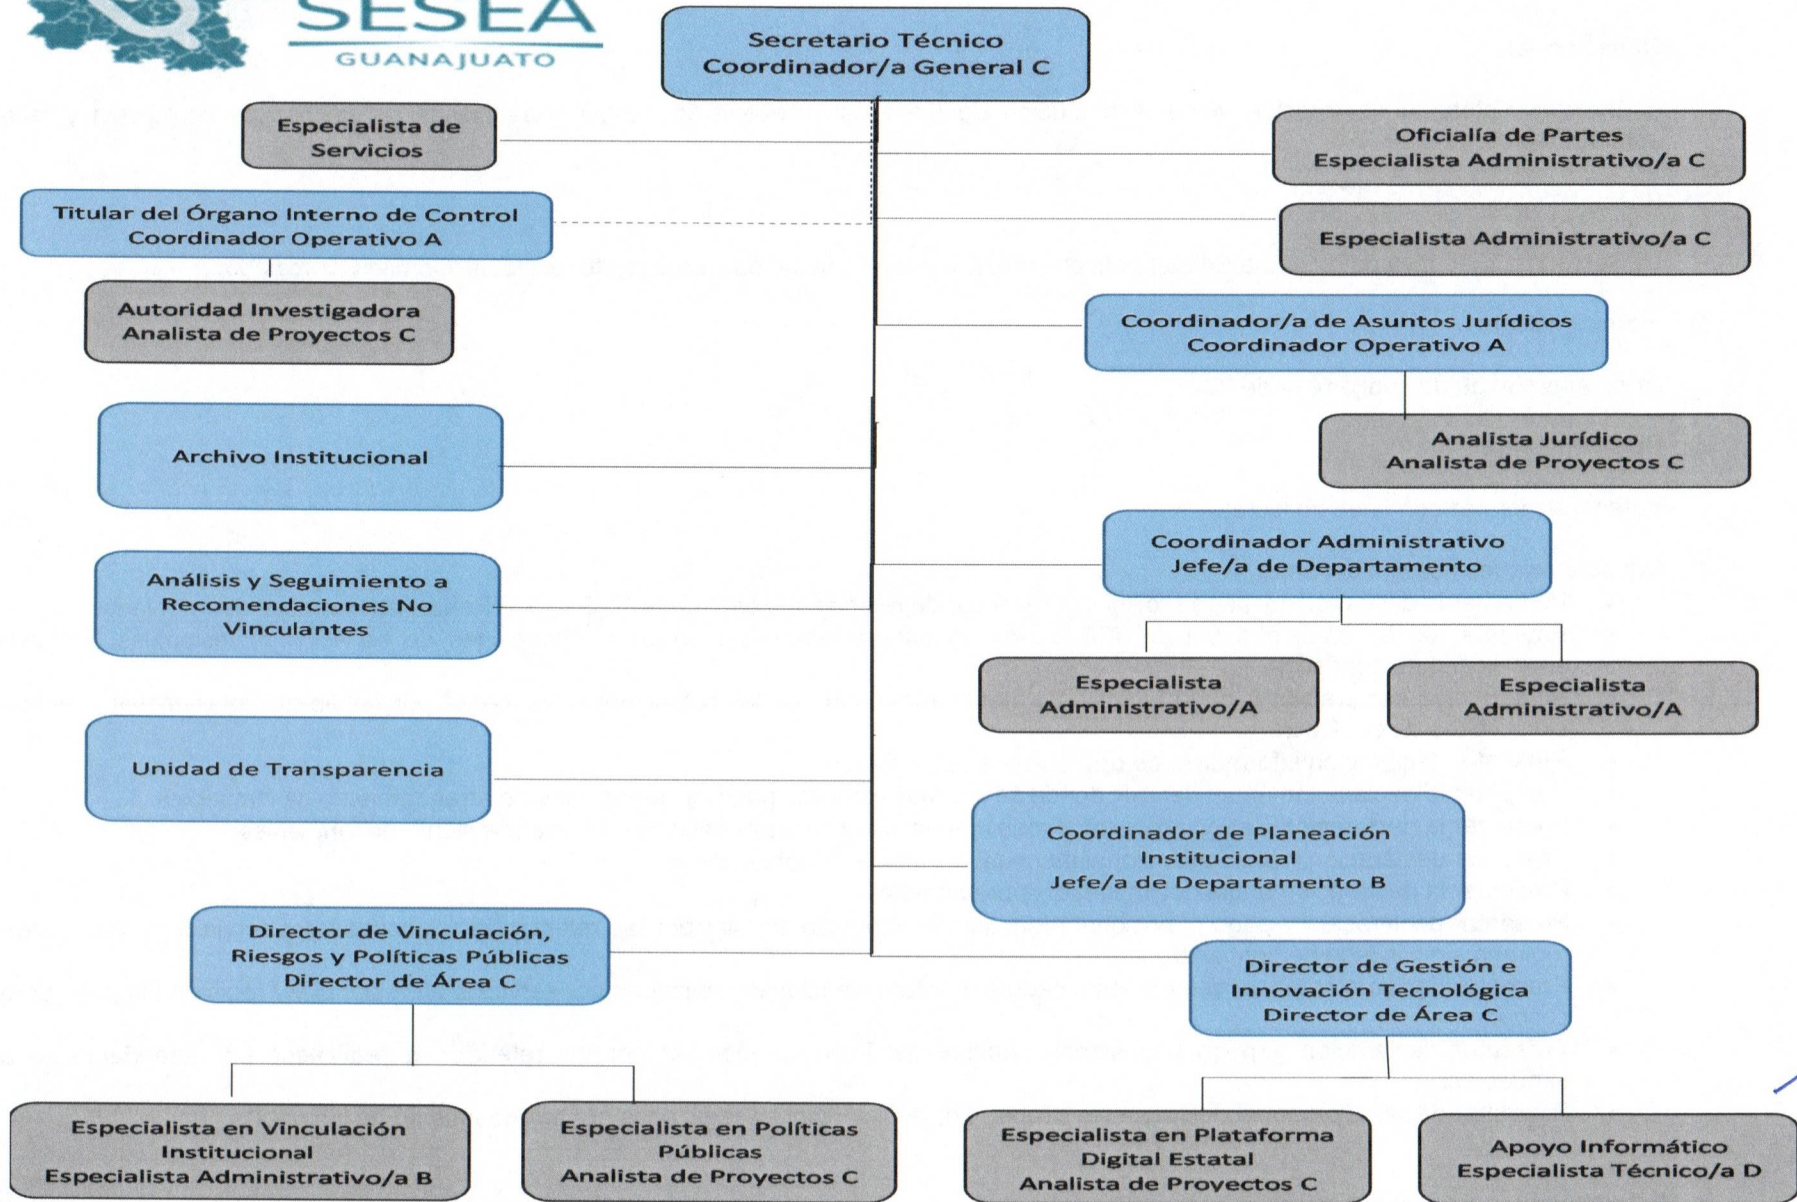 SESEA
GUANAJUATO
Secretario Técnico
Coordinador/a General C
Especialista de
Servicios
Oficialía de Partes
Especialista Administrativo/a C
Titular del Órgano Interno de Control
Coordinador Operativo A
Especialista Administrativo/a C
Autoridad Investigadora
Analista de Proyectos C
Coordinador/a de Asuntos Jurídicos
Coordinador Operativo A
Archivo Institucional
Analista Jurídico
Analista de Proyectos C
Coordinador Administrativo
Jefe/a de Departamento
Análisis y Seguimiento a
Recomendaciones No
Vinculantes
Especialista
Administrativo/A
Especialista
Administrativo/A
Unidad de Transparencia
Coordinador de Planeación
Institucional
Jefe/a de Departamento B
Director de Vinculación,
Riesgos y Políticas Públicas
Director de Área C
Director de Gestión e
Innovación Tecnológica
Director de Área C
Especialista en Vinculación
Institucional
Especialista Administrativo/a B
Especialista en Políticas
Públicas
Analista de Proyectos C
Especialista en Plataforma
Digital Estatal
Analista de Proyectos C
Apoyo Informático
Especialista Técnico/a D